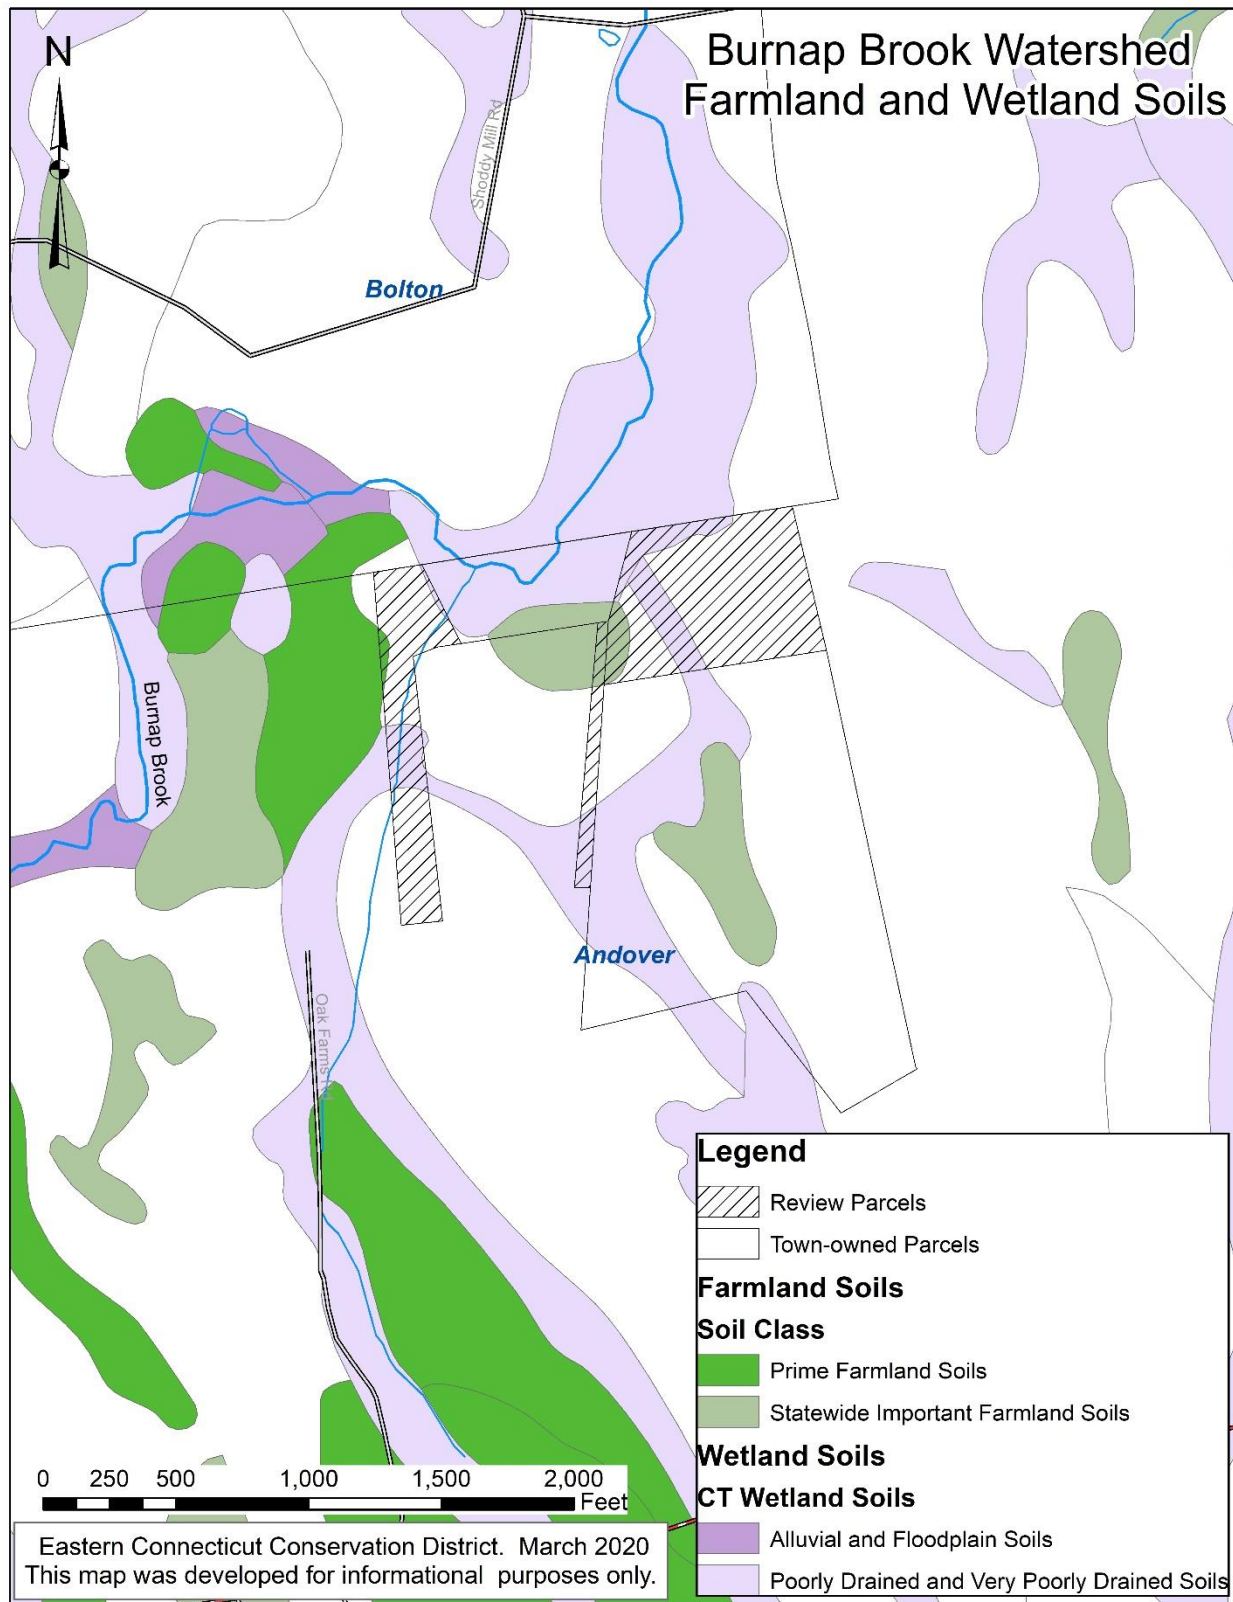 Burnap Brook Watershed
Farmland and Wetland Soils
N
Shoddy Mill Rd
Bolton
Burnap Brook
Andover
Oak Farms Rd
Legend
Review Parcels
Town-owned Parcels
Farmland Soils
Soil Class
Prime Farmland Soils
Statewide Important Farmland Soils
Wetland Soils
CT Wetland Soils
Alluvial and Floodplain Soils
Poorly Drained and Very Poorly Drained Soils
0 250 500 1,000 1,500 2,000
Feet
Eastern Connecticut Conservation District. March 2020
This map was developed for informational purposes only.